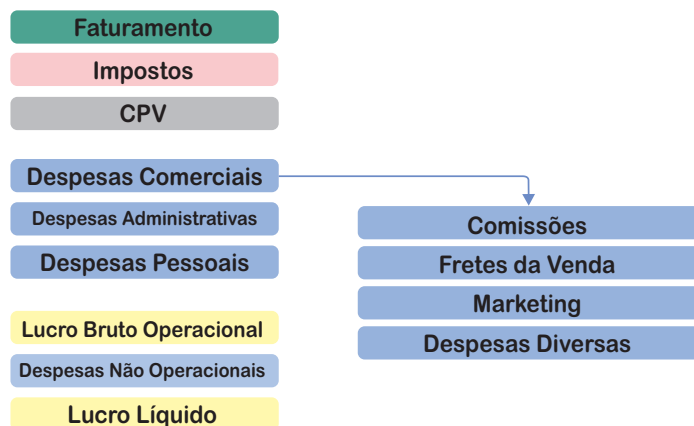 Faturamento
Impostos
CPV
Despesas Comerciais
Despesas Administrativas
Despesas Pessoais
Lucro Bruto Operacional
Despesas Não Operacionais
Lucro Líquido
Comissões
Fretes da Venda
Marketing
Despesas Diversas